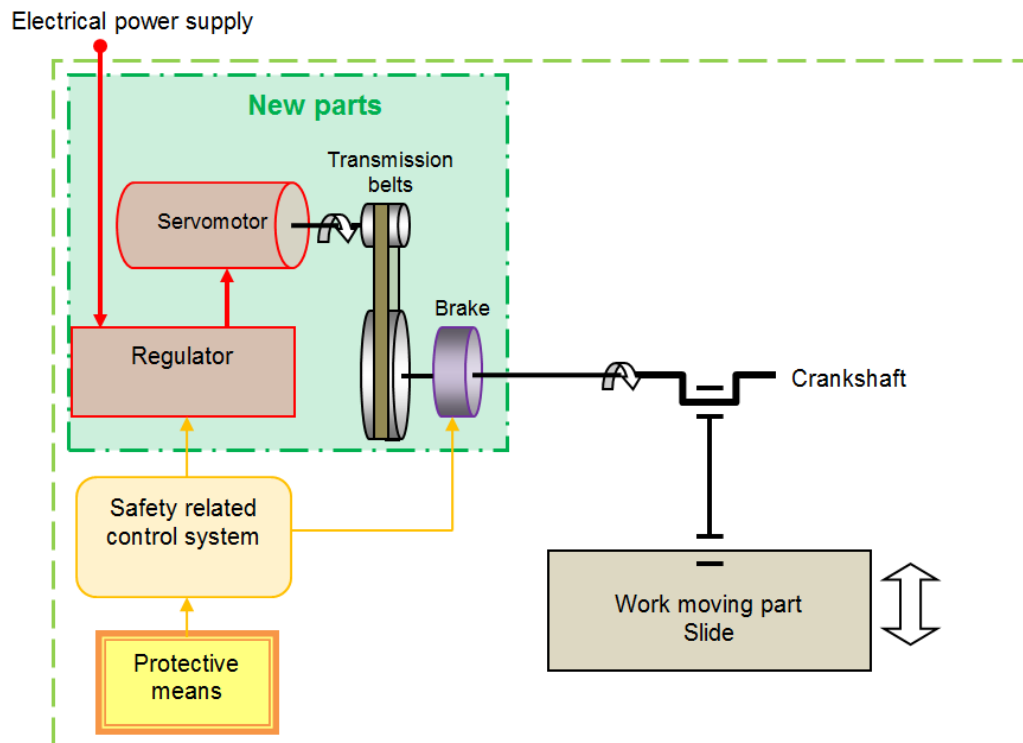 Electrical power supply
New parts
Transmission
belts
Servomotor
Brake
Regulator
Crankshaft
Safety related
control system
Work moving part
Slide
Protective
means